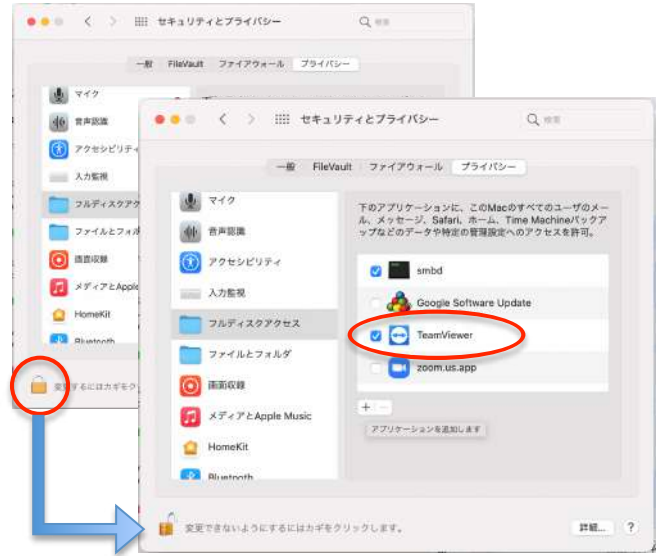 セキュリティとプライバシー
検索
一般 FileVault ファイアウォール プライバシー
マイク
音声認識
アクセシビリティ
入力監視
フルディスクアク
ファイルとフォル
画面収録
メディアとApple
HomeKit
Bluetooth
変更するにはカギをク
セキュリティとプライバシー
検索
一般 FileVault ファイアウォール プライバシー
マイク
音声認識
アクセシビリティ
入力監視
フルディスクアクセス
ファイルとフォルダ
画面収録
メディアとApple Music
HomeKit
Bluetooth
下のアプリケーションに、このMacのすべてのユーザのメー
ル、メッセージ、Safari、ホーム、Time Machineバックア
ップなどのデータや特定の管理設定へのアクセスを許可。
smbd
Google Software Update
TeamViewer
zoom.us.app
+ −
アプリケーションを追加します
変更できないようにするにはカギをクリックします。
詳細...
?